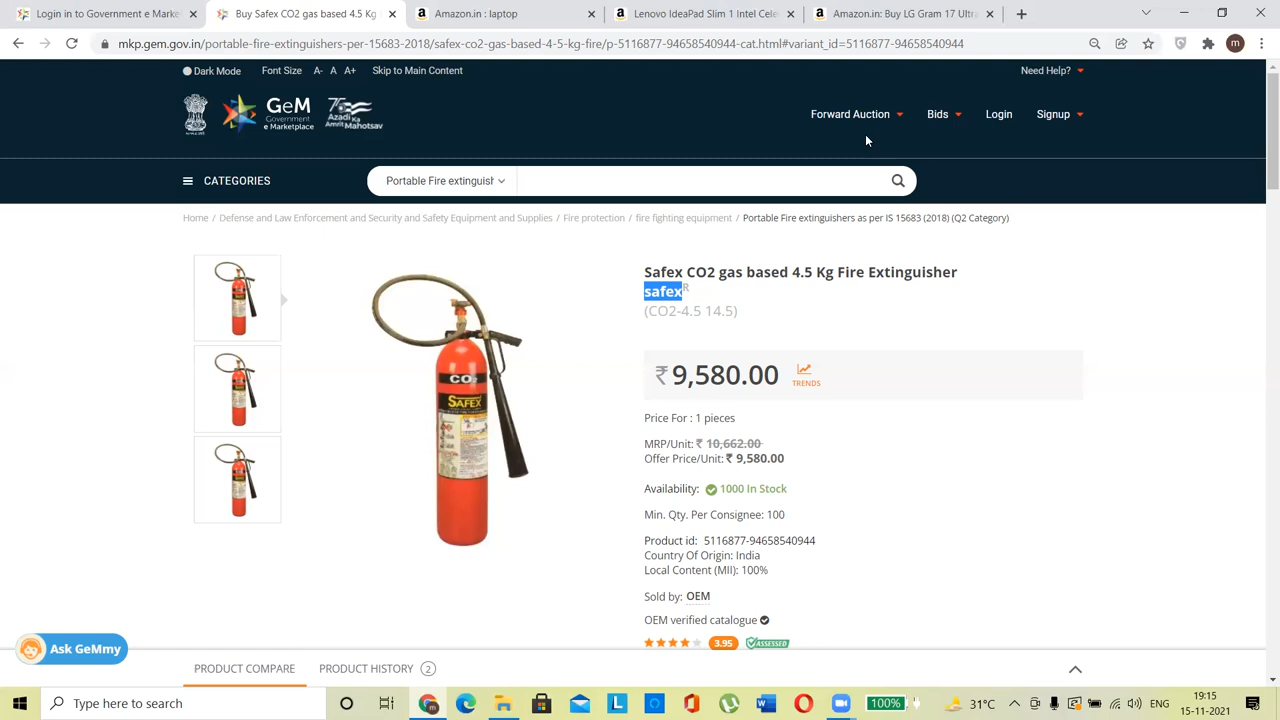 Log in to Government e Market
Buy Safex CO2 gas based 4.5 Kg
Amazon.in : laptop
Lenovo IdeaPad Slim 1 Intel Cele
Amazon.in: Buy LG Gram 17 Ultra
mkp.gem.gov.in/portable-fire-extinguishers-per-15683-2018/safex-co2-gas-based-4-5-kg-fire/p-5116877-94658540944-cat.html#variant_id=5116877-94658540944
m
Dark Mode Font Size A- A A+ Skip to Main Content
Need Help?
GeM
Government
e Marketplace
75
Azadi Ka
Amrit Mahotsav
Forward Auction Bids Login Signup
CATEGORIES
Portable Fire extinguish
Home / Defense and Law Enforcement and Security and Safety Equipment and Supplies / Fire protection / fire fighting equipment / Portable Fire extinguishers as per IS 15683 (2018) (Q2 Category)
Safex CO2 gas based 4.5 Kg Fire Extinguisher
safex R
(CO2-4.5 14.5)
CO2
SAFEX
₹ 9,580.00
TRENDS
Price For : 1 pieces
MRP/Unit: ₹ 10,662.00
Offer Price/Unit: ₹ 9,580.00
Availability: 1000 In Stock
Min. Qty. Per Consignee: 100
Product id: 5116877-94658540944
Country Of Origin: India
Local Content (MII): 100%
Sold by: OEM
OEM verified catalogue
3.95 ASSESSED
Ask GeMmy
PRODUCT COMPARE PRODUCT HISTORY 2
Type here to search
100%
31°C
ENG
19:15
15-11-2021